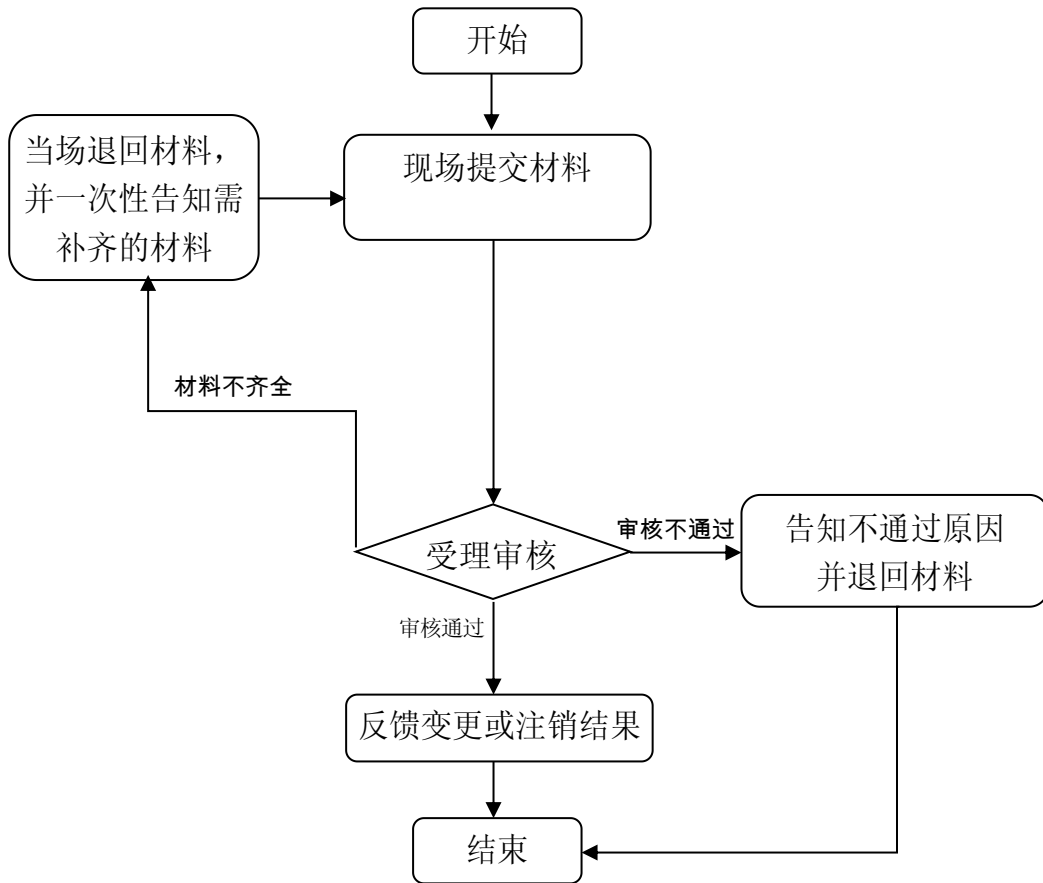 开始
当场退回材料，
并一次性告知需
补齐的材料
现场提交材料
材料不齐全
受理审核
审核不通过
告知不通过原因
并退回材料
审核通过
反馈变更或注销结果
结束